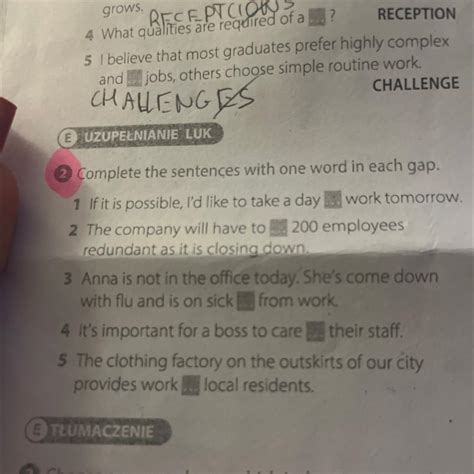 grows.
RECEPTCIONS
4 What qualities are required of a ? RECEPTION
5 I believe that most graduates prefer highly complex
and jobs, others choose simple routine work.
CHALLENGE
CHALLENGES
E UZUPEŁNIANIE LUK
2 Complete the sentences with one word in each gap.
1 If it is possible, I'd like to take a day work tomorrow.
2 The company will have to 200 employees
redundant as it is closing down.
3 Anna is not in the office today. She's come down
with flu and is on sick from work.
4 It's important for a boss to care their staff.
5 The clothing factory on the outskirts of our city
provides work local residents.
E TŁUMACZENIE